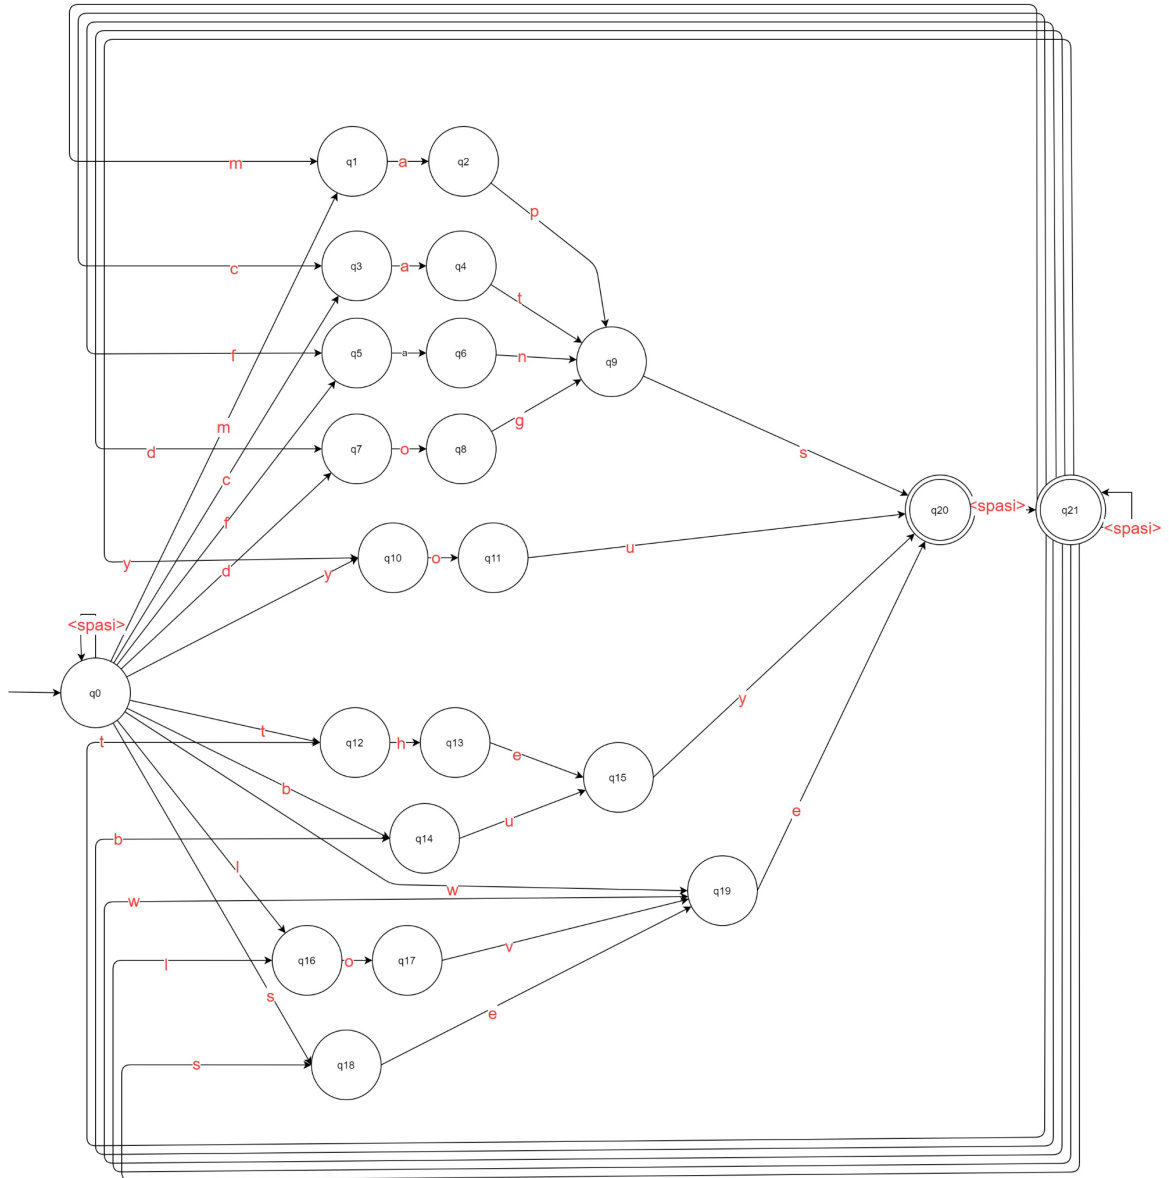 m q1 a q2
p
c q3 a q4
t
f q5 a q6 n q9
m
g
d q7 o q8
s
c
q20 <spasi> q21
<spasi>
f
u
y d y q10 o q11
<spasi>
q0
y
t t q12 h q13 e q15
b u
e
b q14
l
w q19
w
v
l q16 o q17
s
e
s q18